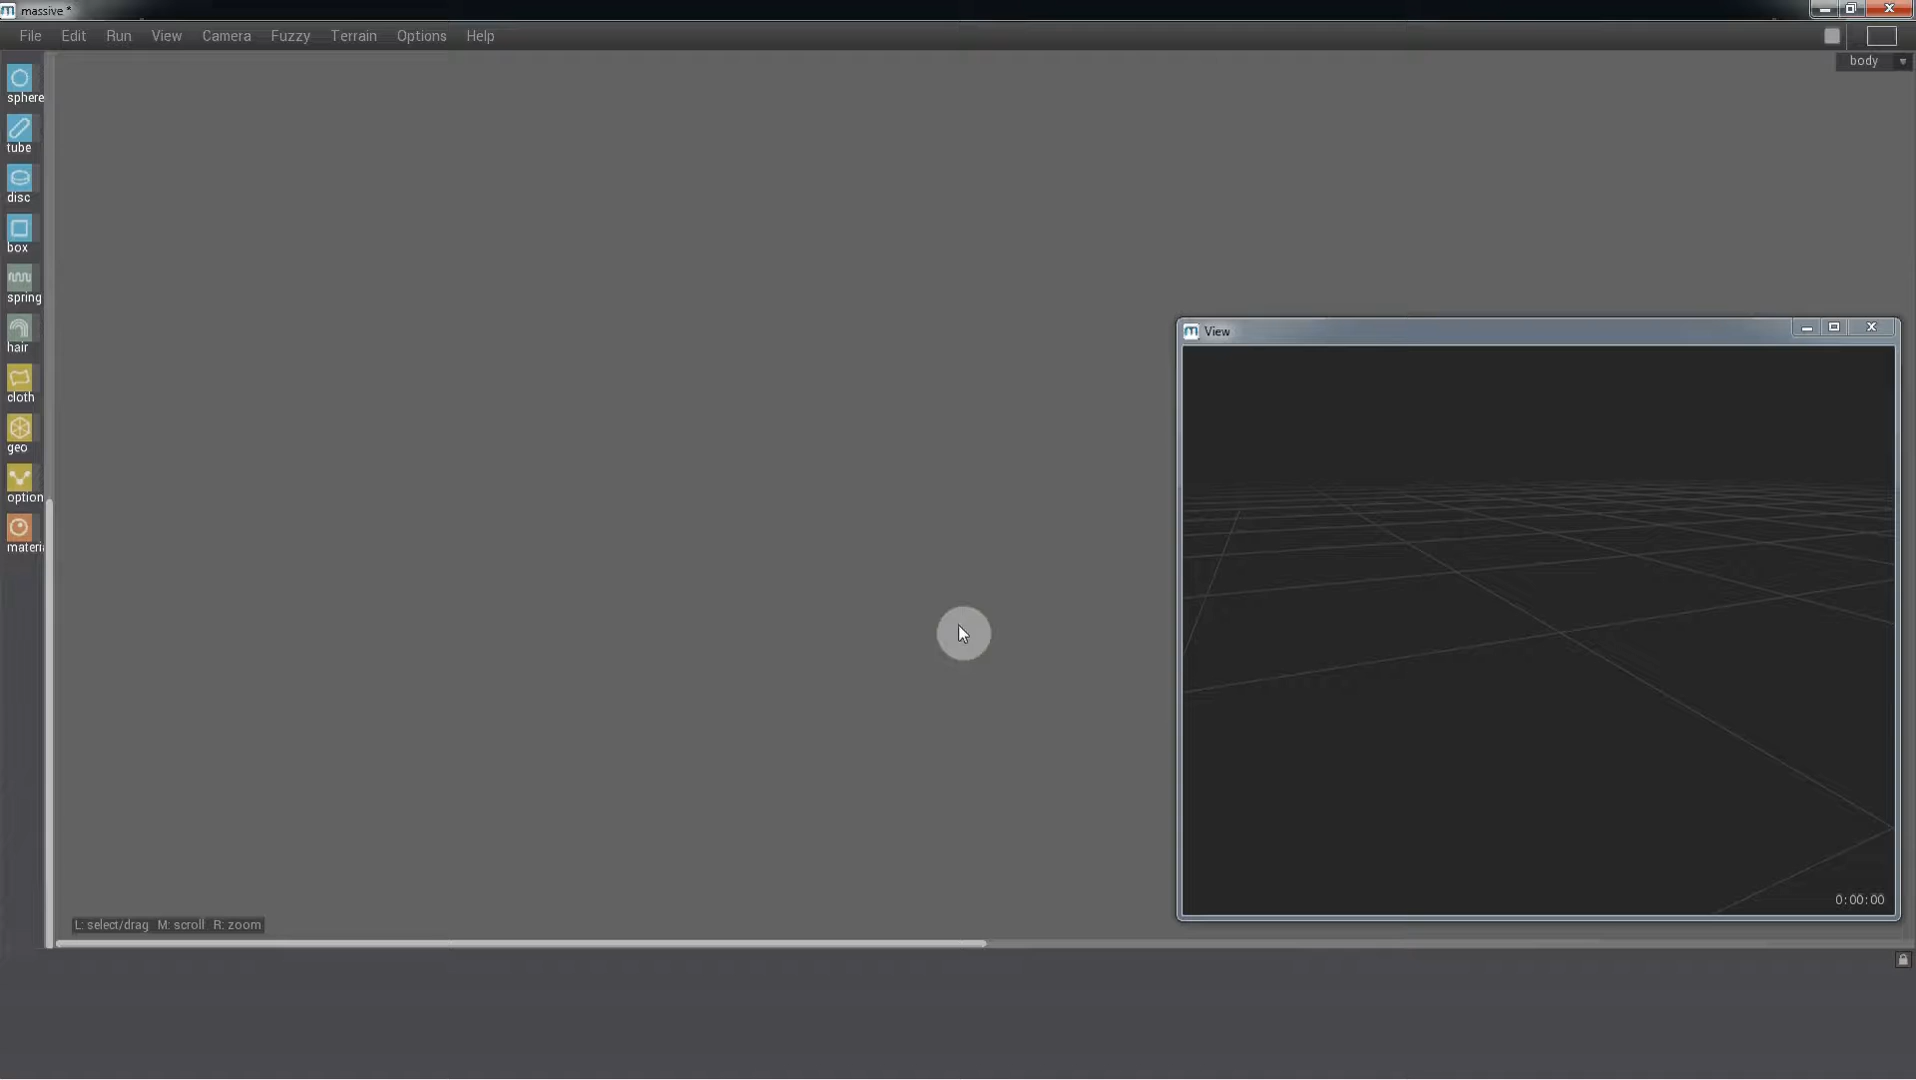 massive *
File Edit Run View Camera Fuzzy Terrain Options Help
body
sphere
tube
disc
box
spring
hair
cloth
geo
option
materi
View
0:00:00
L: select/drag M: scroll R: zoom